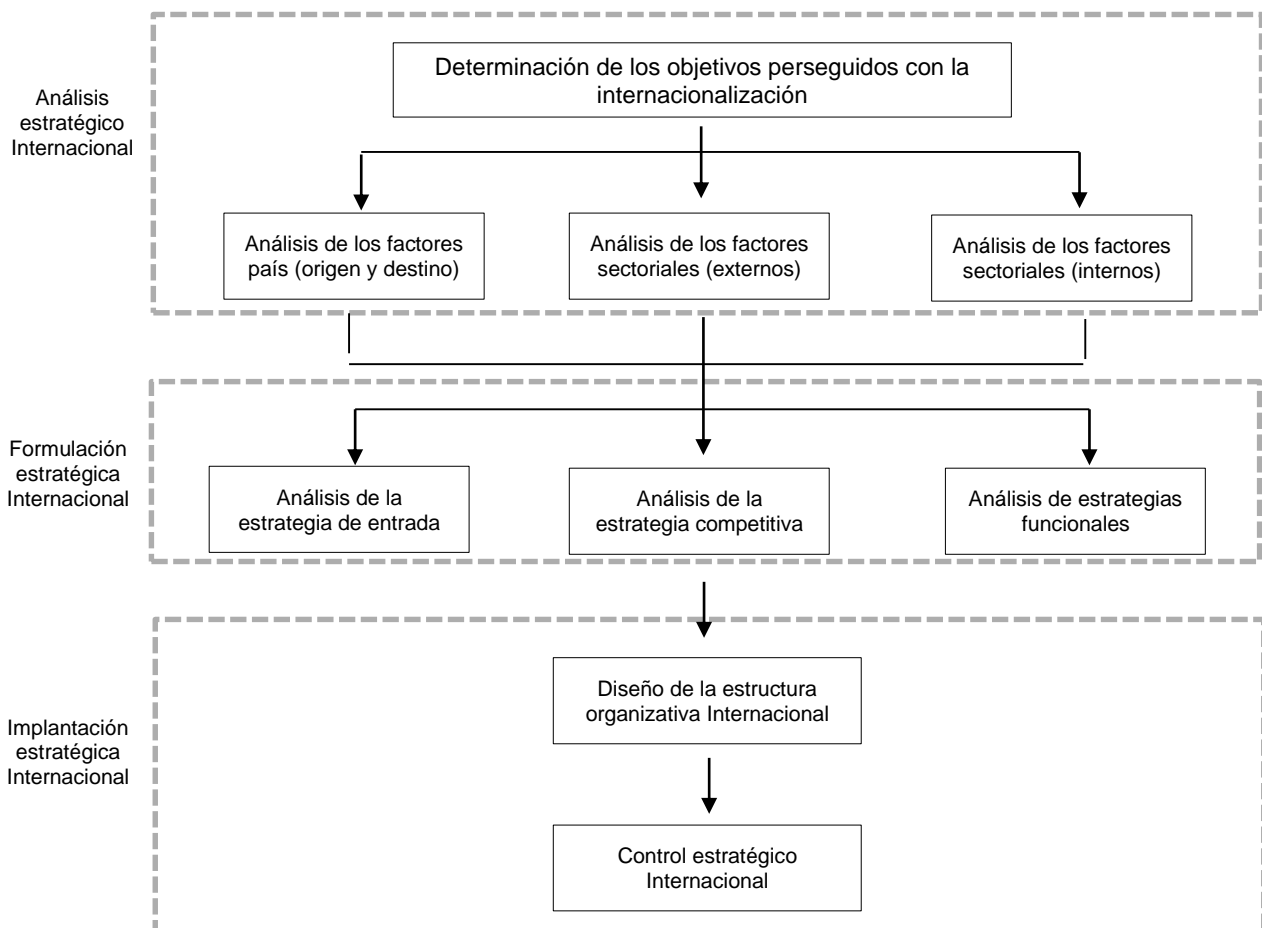 Análisis
estratégico
Internacional
Determinación de los objetivos perseguidos con la
internacionalización
Análisis de los factores
país (origen y destino)
Análisis de los factores
sectoriales (externos)
Análisis de los factores
sectoriales (internos)
Formulación
estratégica
Internacional
Análisis de la
estrategia de entrada
Análisis de la
estrategia competitiva
Análisis de estrategias
funcionales
Implantación
estratégica
Internacional
Diseño de la estructura
organizativa Internacional
Control estratégico
Internacional